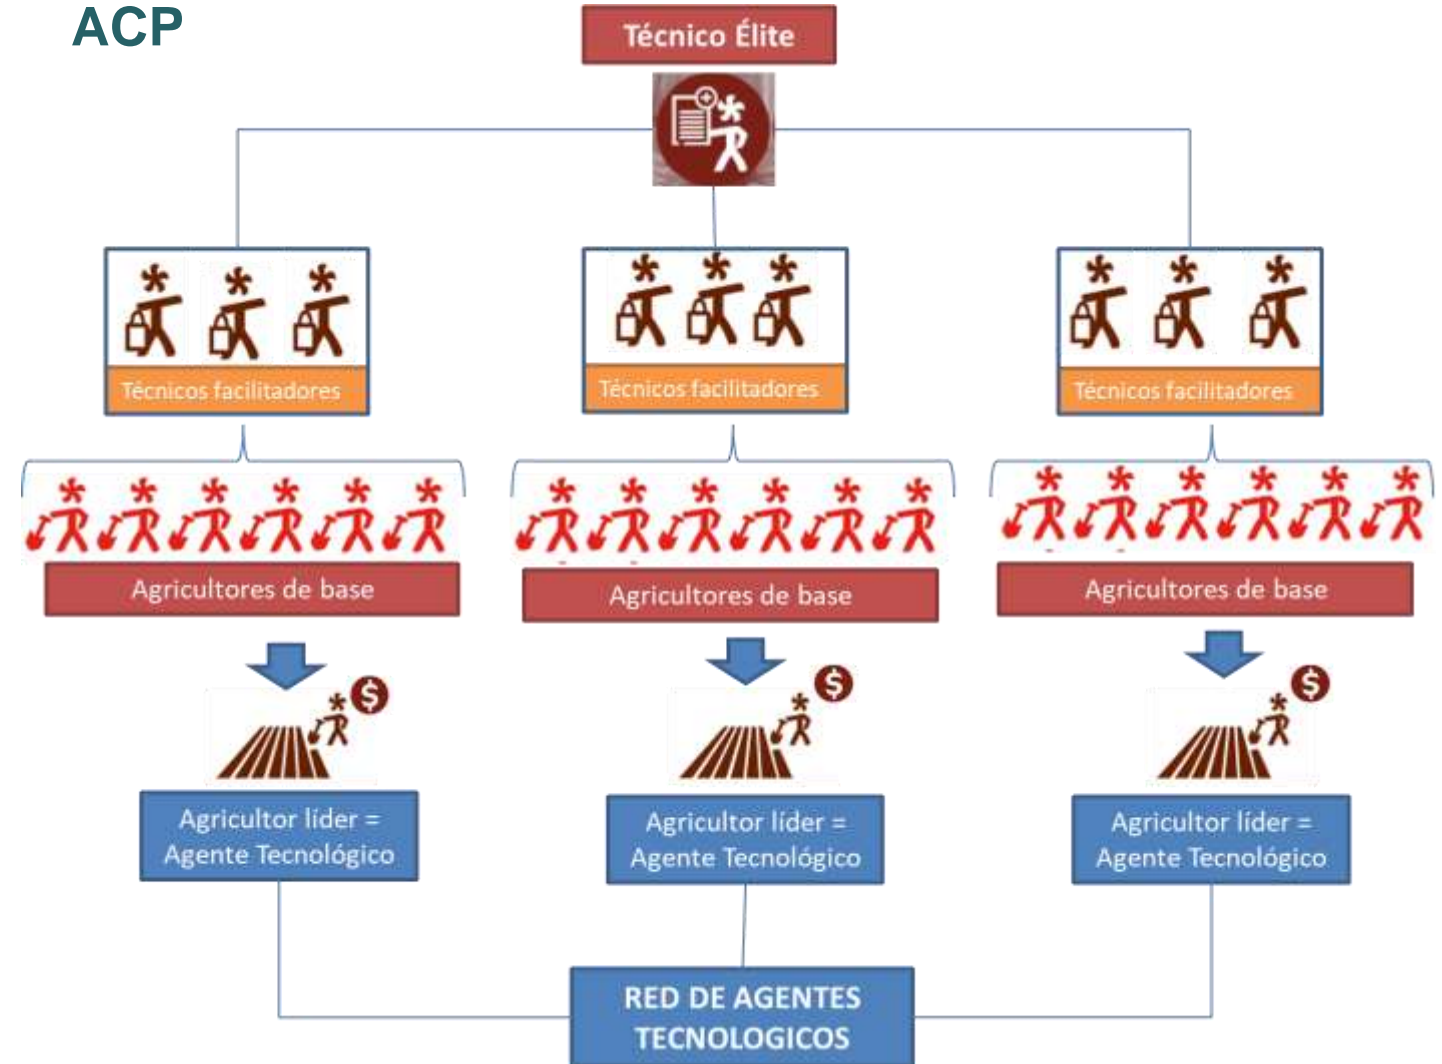 ACP
Técnico Élite
Técnicos facilitadores
Técnicos facilitadores
Técnicos facilitadores
Agricultores de base
Agricultores de base
Agricultores de base
$
$
$
Agricultor líder =
Agente Tecnológico
Agricultor líder =
Agente Tecnológico
Agricultor líder =
Agente Tecnológico
RED DE AGENTES
TECNOLOGICOS